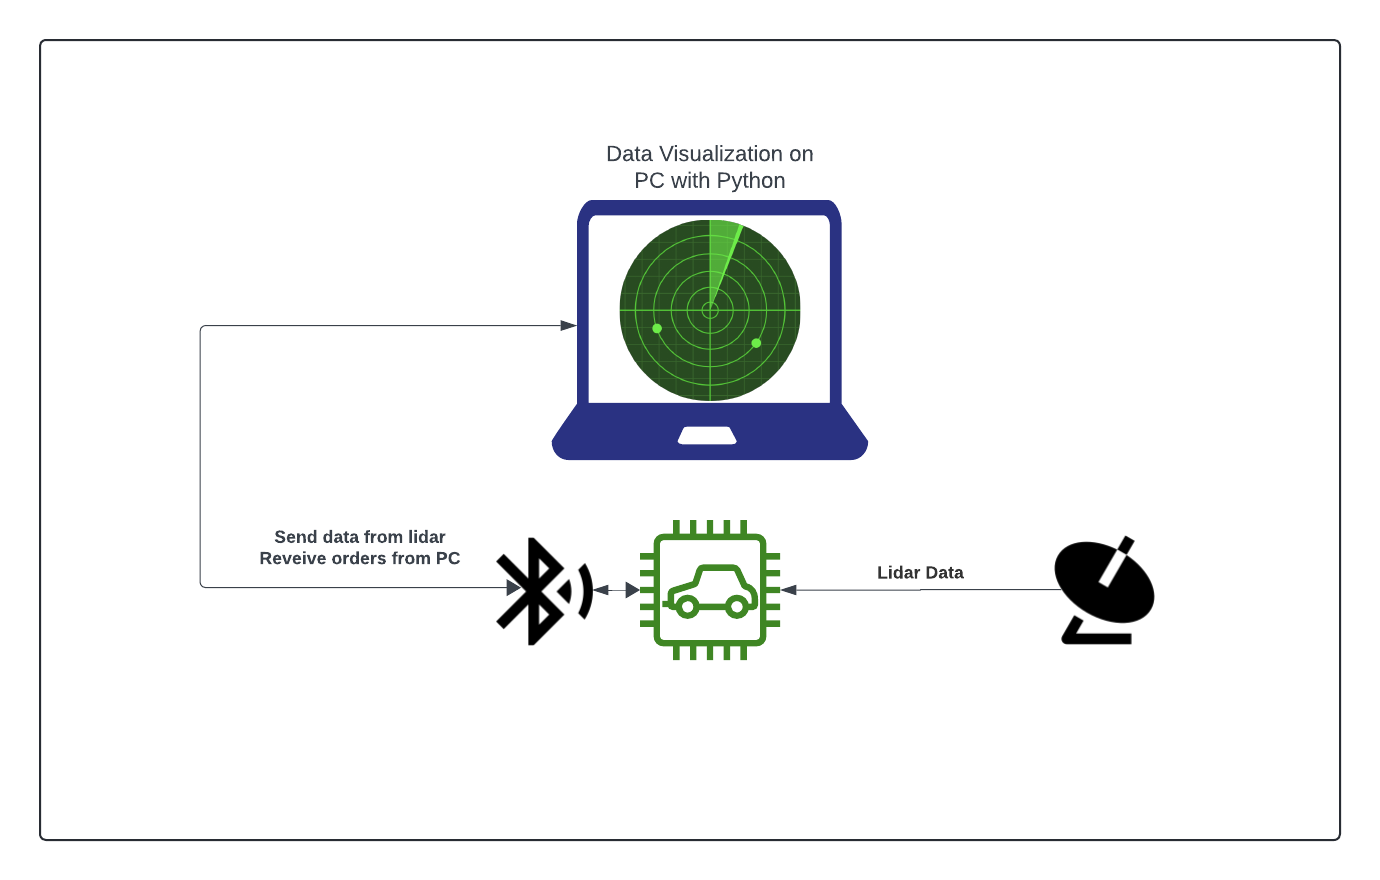 Data Visualization on
PC with Python
Send data from lidar
Reveive orders from PC
Lidar Data